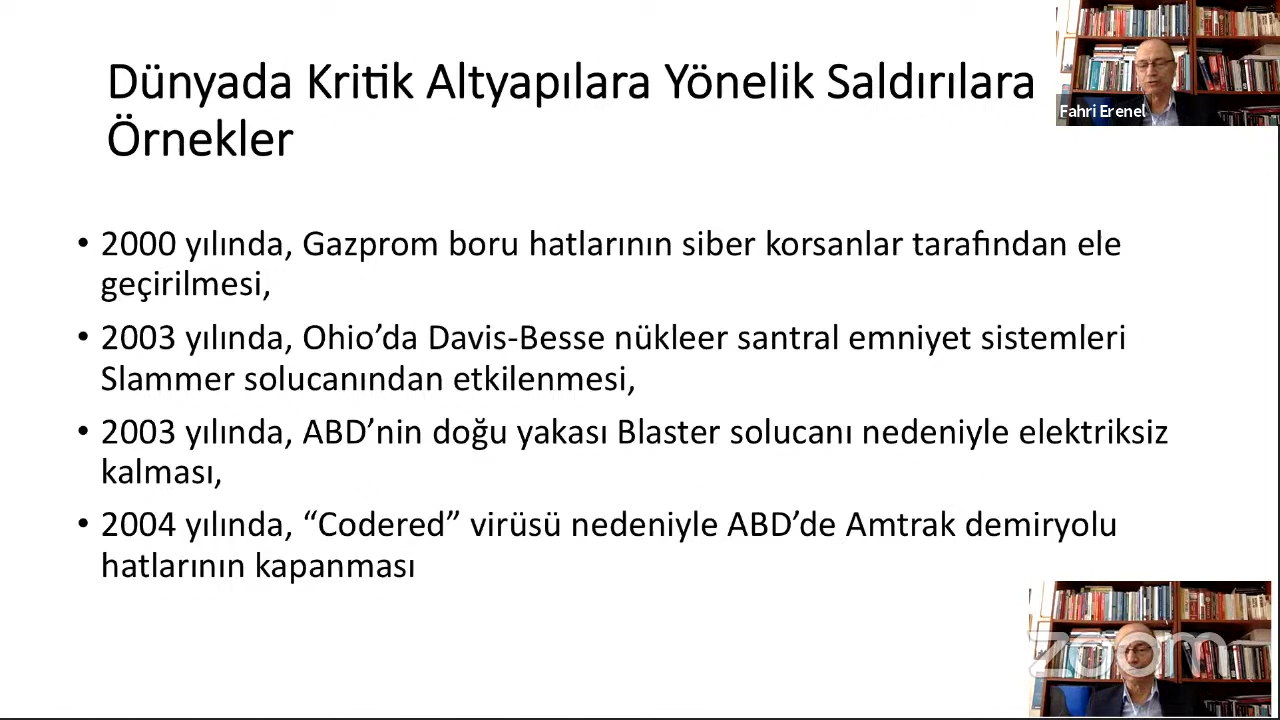 Dünyada Kritik Altyapılara Yönelik Saldırılara
Örnekler
Fahri Erenel
• 2000 yılında, Gazprom boru hatlarının siber korsanlar tarafından ele
geçirilmesi,
• 2003 yılında, Ohio’da Davis-Besse nükleer santral emniyet sistemleri
Slammer solucanından etkilenmesi,
• 2003 yılında, ABD’nin doğu yakası Blaster solucanı nedeniyle elektriksiz
kalması,
• 2004 yılında, “Codered” virüsü nedeniyle ABD’de Amtrak demiryolu
hatlarının kapanması
zoom